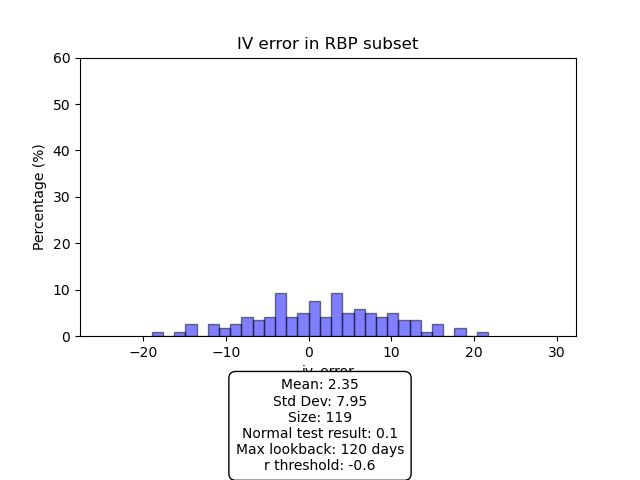 IV error in RBP subset
60
50
40
30
20
10
0
Percentage (%)
−20 −10 0 10 20 30
iv_error
Mean: 2.35
Std Dev: 7.95
Size: 119
Normal test result: 0.1
Max lookback: 120 days
r threshold: -0.6